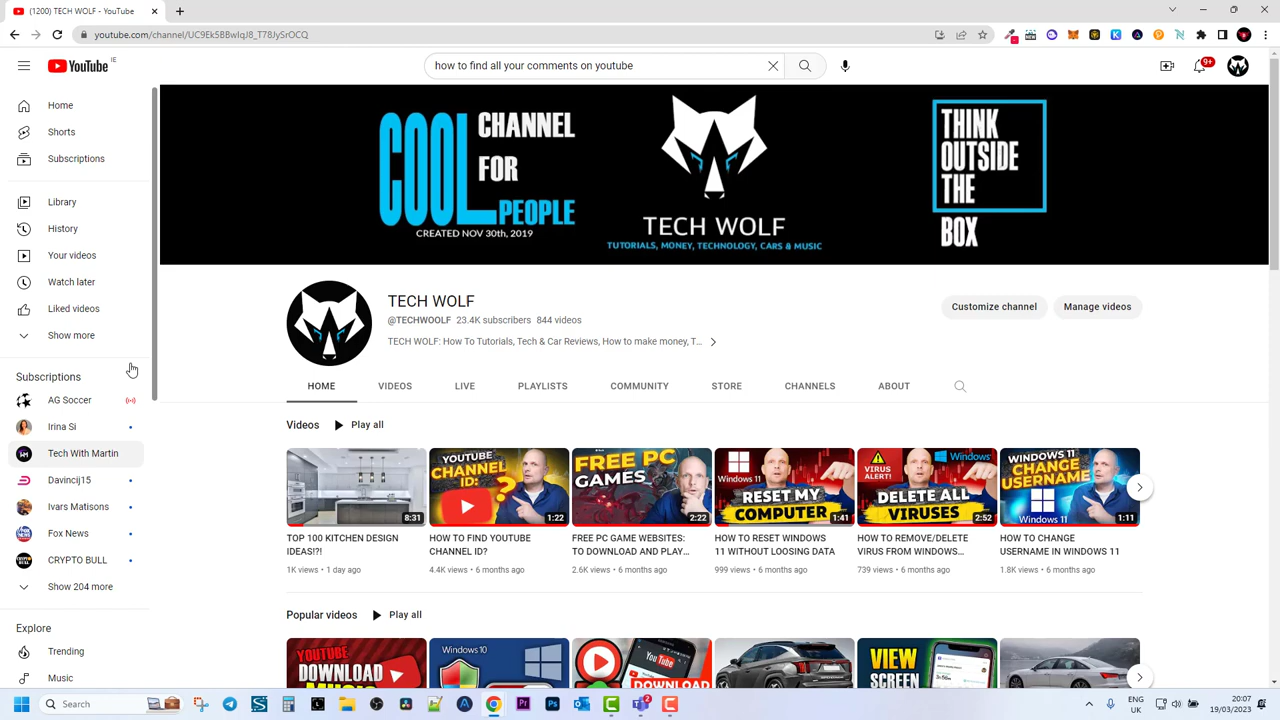 (1200) TECH WOLF - YouTube
youtube.com/channel/UC9Ek5BBwIqJ8_T78JySrOCQ
YouTube IE
how to find all your comments on youtube
9+
Home
Shorts
Subscriptions
Library
History
Your videos
Watch later
Liked videos
Show more
Subscriptions
AG Soccer
Irina Si
Tech With Martin
Davincij15
Ivars Matisons
Fox News
CRYPTO BULL
Show 204 more
Explore
Trending
Music
COOL CHANNEL
FOR
PEOPLE
CREATED NOV 30th, 2019
TECH WOLF
TUTORIALS, MONEY, TECHNOLOGY, CARS & MUSIC
THINK
OUTSIDE
THE
BOX
TECH WOLF
@TECHWOOLF 23.4K subscribers 844 videos
TECH WOLF: How To Tutorials, Tech & Car Reviews, How to make money, T...
Customize channel
Manage videos
HOME VIDEOS LIVE PLAYLISTS COMMUNITY STORE CHANNELS ABOUT
Videos Play all
8:31
TOP 100 KITCHEN DESIGN
IDEAS!?!
1K views • 1 day ago
YOUTUBE
CHANNEL
ID:
?
1:22
HOW TO FIND YOUTUBE
CHANNEL ID?
4.4K views • 6 months ago
FREE PC
GAMES
2:22
FREE PC GAME WEBSITES:
TO DOWNLOAD AND PLAY...
2.6K views • 6 months ago
Windows 11
RESET MY
COMPUTER
1:41
HOW TO RESET WINDOWS
11 WITHOUT LOOSING DATA
999 views • 6 months ago
VIRUS
ALERT!
Windows
DELETE ALL
VIRUSES
2:52
HOW TO REMOVE/DELETE
VIRUS FROM WINDOWS...
739 views • 6 months ago
WINDOWS 11
CHANGE
USERNAME
Windows 11
1:11
HOW TO CHANGE
USERNAME IN WINDOWS 11
1.8K views • 6 months ago
Popular videos Play all
YOUTUBE
DOWNLOAD
MUSIC
Windows 10
YouTube
DOWNLOAD
VIEW
SCREEN
Search
ENG
UK
20:07
19/03/2023